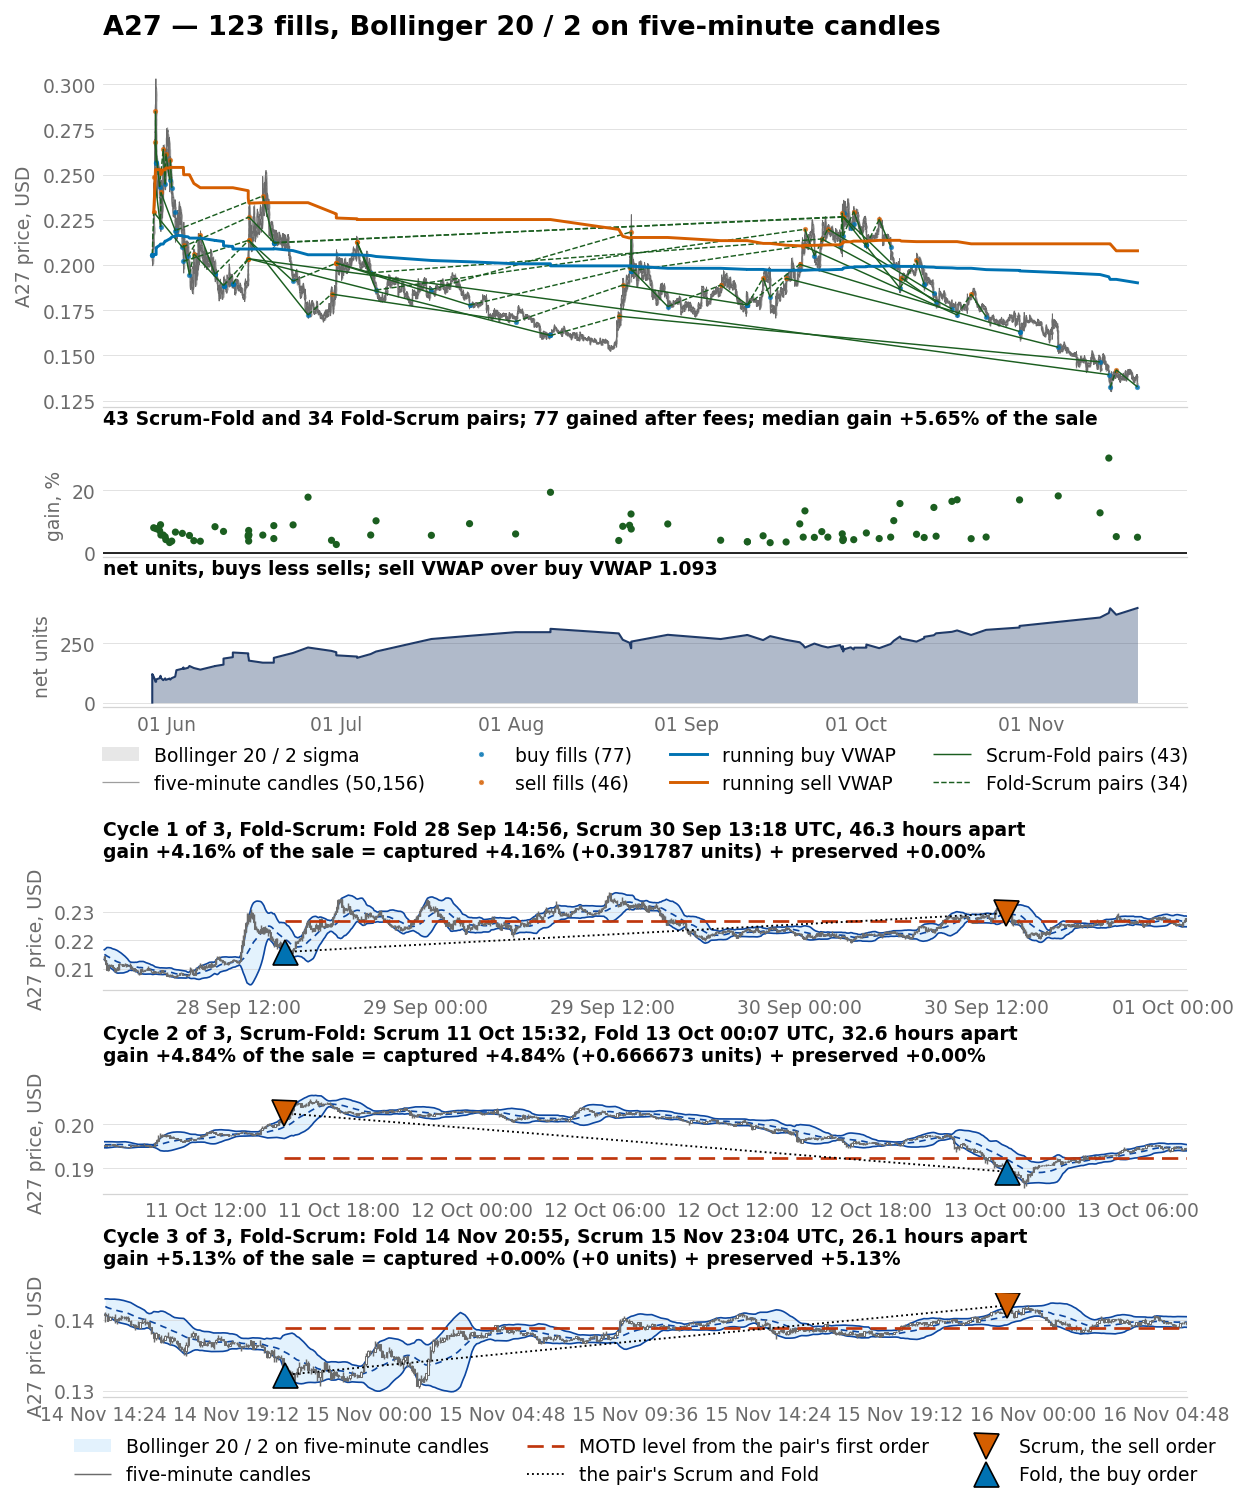 A27 — 123 fills, Bollinger 20 / 2 on five-minute candles
A27 price, USD
0.300
0.275
0.250
0.225
0.200
0.175
0.150
0.125
43 Scrum-Fold and 34 Fold-Scrum pairs; 77 gained after fees; median gain +5.65% of the sale
gain, %
20
0
net units, buys less sells; sell VWAP over buy VWAP 1.093
net units
250
0
01 Jun 01 Jul 01 Aug 01 Sep 01 Oct 01 Nov
Bollinger 20 / 2 sigma buy fills (77) running buy VWAP Scrum-Fold pairs (43)
five-minute candles (50,156) sell fills (46) running sell VWAP Fold-Scrum pairs (34)
Cycle 1 of 3, Fold-Scrum: Fold 28 Sep 14:56, Scrum 30 Sep 13:18 UTC, 46.3 hours apart
gain +4.16% of the sale = captured +4.16% (+0.391787 units) + preserved +0.00%
A27 price, USD
0.23
0.22
0.21
28 Sep 12:00 29 Sep 00:00 29 Sep 12:00 30 Sep 00:00 30 Sep 12:00 01 Oct 00:00
Cycle 2 of 3, Scrum-Fold: Scrum 11 Oct 15:32, Fold 13 Oct 00:07 UTC, 32.6 hours apart
gain +4.84% of the sale = captured +4.84% (+0.666673 units) + preserved +0.00%
A27 price, USD
0.20
0.19
11 Oct 12:00 11 Oct 18:00 12 Oct 00:00 12 Oct 06:00 12 Oct 12:00 12 Oct 18:00 13 Oct 00:00 13 Oct 06:00
Cycle 3 of 3, Fold-Scrum: Fold 14 Nov 20:55, Scrum 15 Nov 23:04 UTC, 26.1 hours apart
gain +5.13% of the sale = captured +0.00% (+0 units) + preserved +5.13%
A27 price, USD
0.14
0.13
14 Nov 14:24 14 Nov 19:12 15 Nov 00:00 15 Nov 04:48 15 Nov 09:36 15 Nov 14:24 15 Nov 19:12 16 Nov 00:00 16 Nov 04:48
Bollinger 20 / 2 on five-minute candles MOTD level from the pair's first order Scrum, the sell order
five-minute candles the pair's Scrum and Fold Fold, the buy order